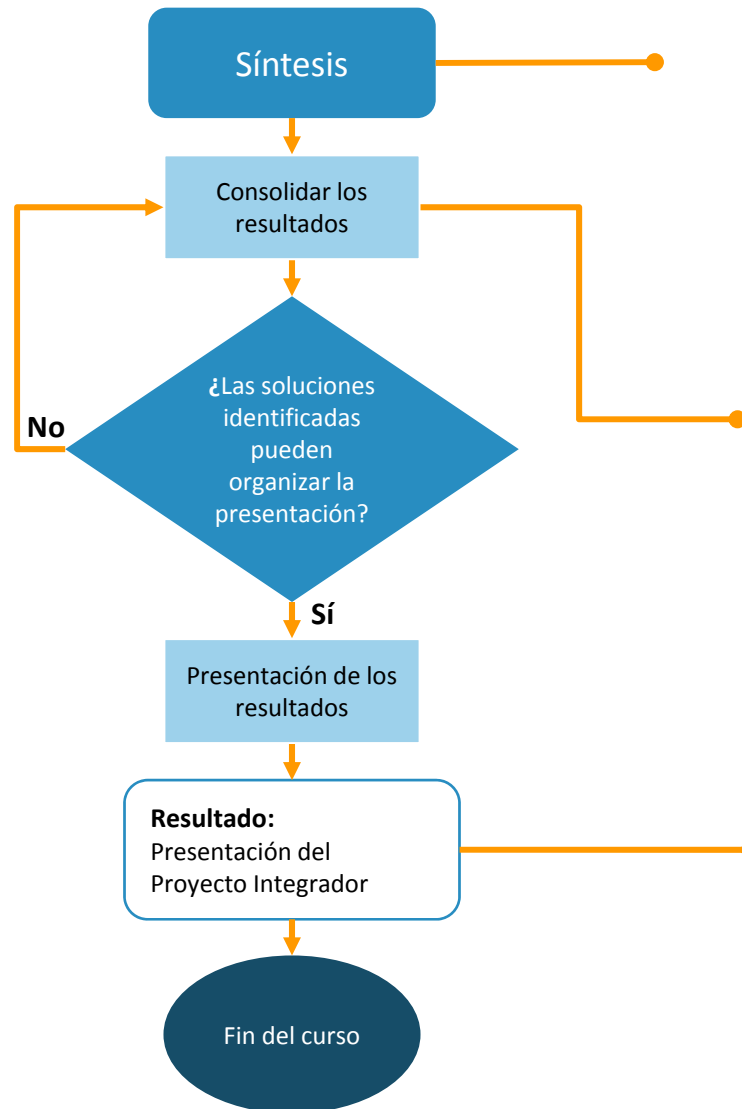 Síntesis
Consolidar los
resultados
¿Las soluciones
identificadas
pueden
organizar la
presentación?
No
Sí
Presentación de los
resultados
Resultado:
Presentación del
Proyecto Integrador
Fin del curso